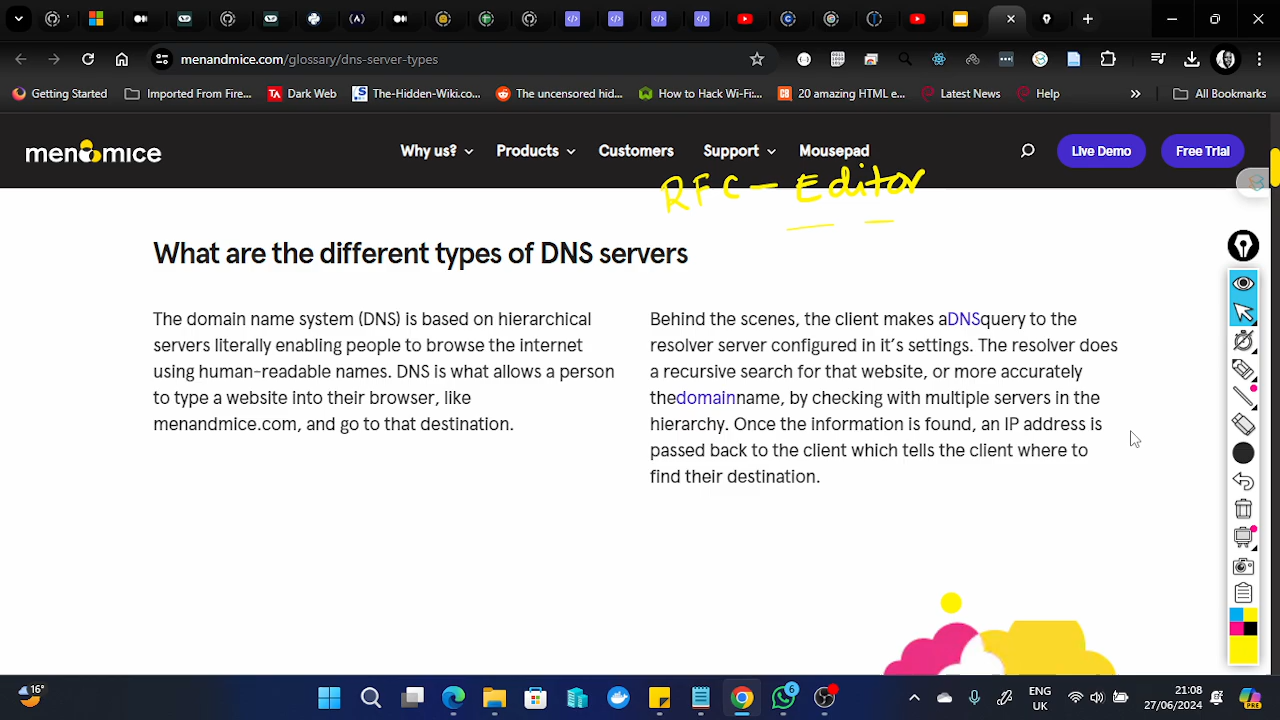 menandmice.com/glossary/dns-server-types
Getting Started
Imported From Fire...
TA Dark Web
The-Hidden-Wiki.co...
The uncensored hid...
How to Hack Wi-Fi:...
20 amazing HTML e...
Latest News
Help
»
All Bookmarks
men&mice
Why us?
Products
Customers
Support
Mousepad
Live Demo
Free Trial
RFC - Editor
What are the different types of DNS servers
The domain name system (DNS) is based on hierarchical
servers literally enabling people to browse the internet
using human-readable names. DNS is what allows a person
to type a website into their browser, like
menandmice.com, and go to that destination.
Behind the scenes, the client makes aDNSquery to the
resolver server configured in it's settings. The resolver does
a recursive search for that website, or more accurately
thedomainname, by checking with multiple servers in the
hierarchy. Once the information is found, an IP address is
passed back to the client which tells the client where to
find their destination.
16°
6
ENG
UK
21:08
27/06/2024
PRE